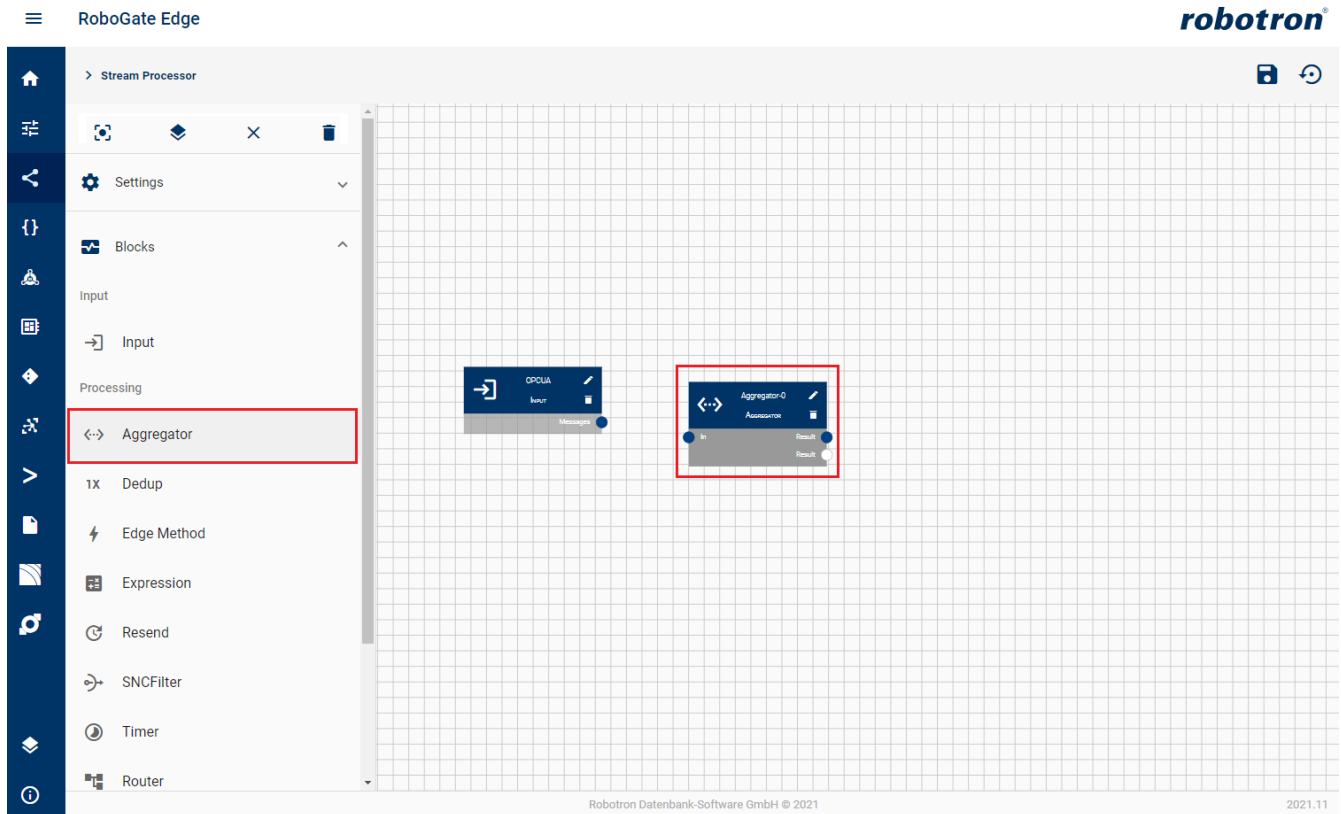 RoboGate Edge
robotron®
Stream Processor
Settings
Blocks
Input
Input
Processing
Aggregator
1X Dedup
Edge Method
Expression
Resend
SNCFilter
Timer
Router
OPCUA
Input
Messages
Aggregator-0
Aggregator
In Result
Result
Robotron Datenbank-Software GmbH © 2021
2021.11